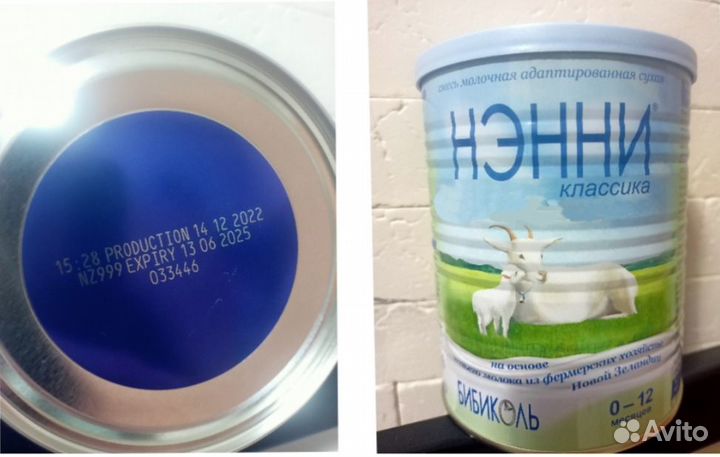 15:28 PRODUCTION 14 12 2022
NZ999 EXPIRY 13 06 2025
033446
смесь молочная адаптированная сухая
НЭННИ®
классика
на основе
молока из фермерских хозяйств
Новой Зеландии
БИБИКОЛЬ
0–12
месяцев
Avito